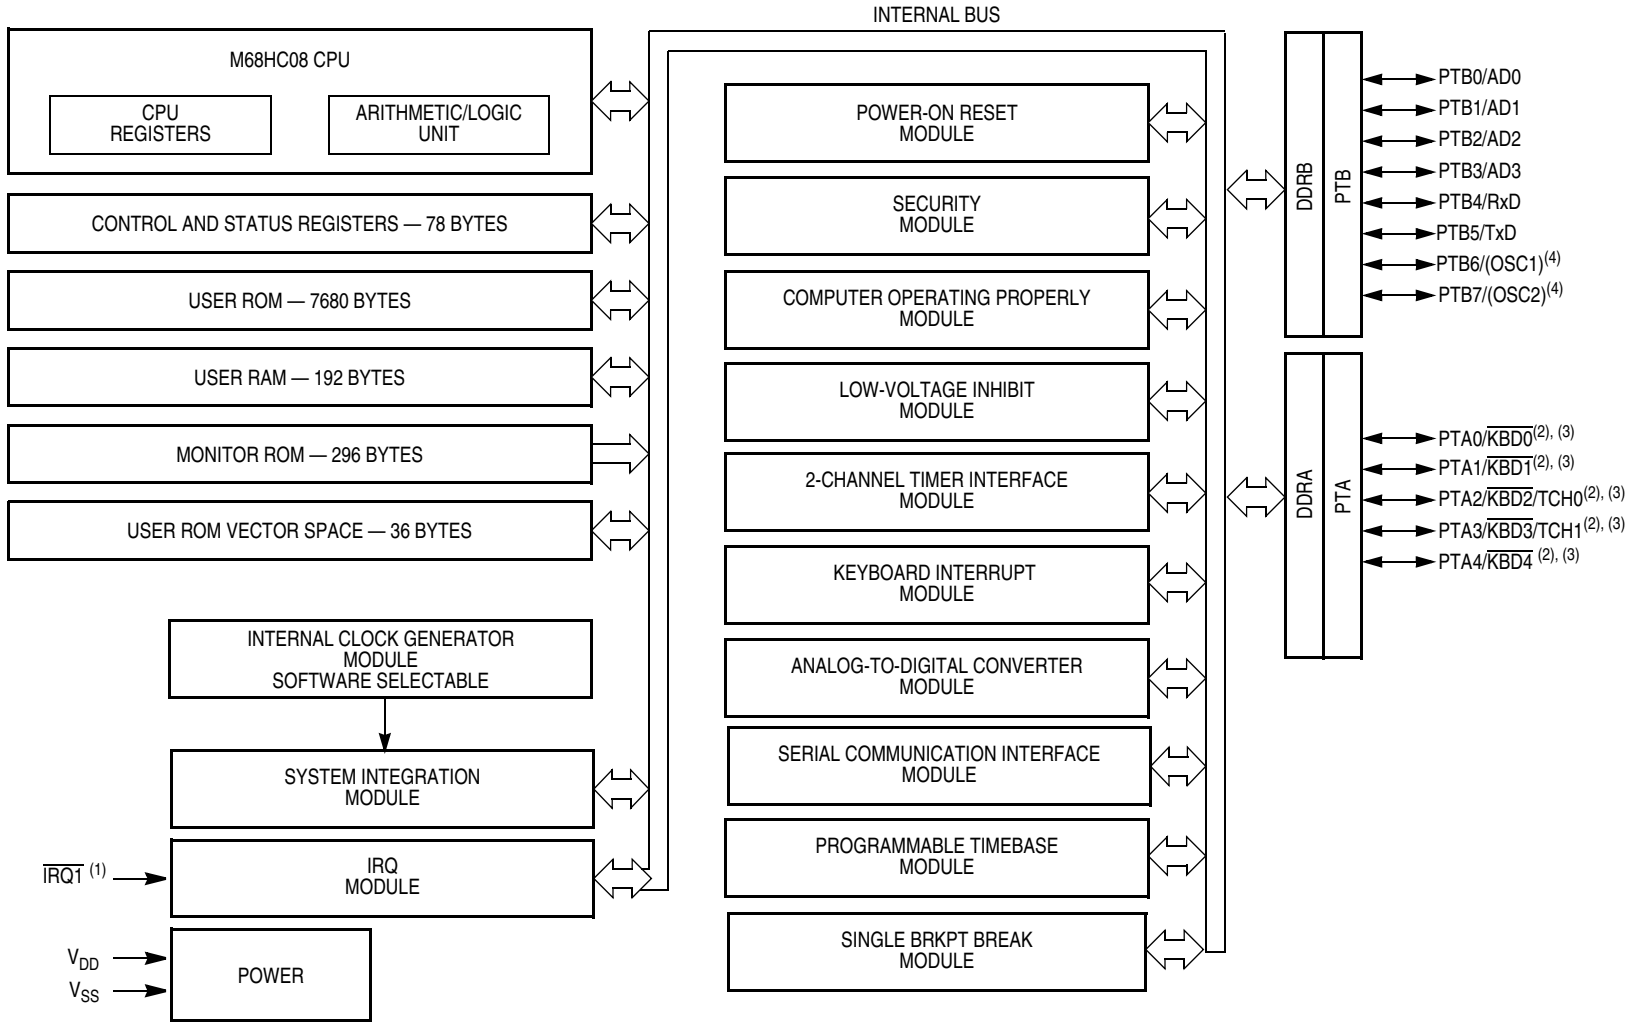 INTERNAL BUS
M68HC08 CPU
CPU
REGISTERS
ARITHMETIC/LOGIC
UNIT
CONTROL AND STATUS REGISTERS — 78 BYTES
USER ROM — 7680 BYTES
USER RAM — 192 BYTES
MONITOR ROM — 296 BYTES
USER ROM VECTOR SPACE — 36 BYTES
INTERNAL CLOCK GENERATOR
MODULE
SOFTWARE SELECTABLE
SYSTEM INTEGRATION
MODULE
IRQ1 (1)
IRQ
MODULE
VDD
VSS
POWER
POWER-ON RESET
MODULE
SECURITY
MODULE
COMPUTER OPERATING PROPERLY
MODULE
LOW-VOLTAGE INHIBIT
MODULE
2-CHANNEL TIMER INTERFACE
MODULE
KEYBOARD INTERRUPT
MODULE
ANALOG-TO-DIGITAL CONVERTER
MODULE
SERIAL COMMUNICATION INTERFACE
MODULE
PROGRAMMABLE TIMEBASE
MODULE
SINGLE BRKPT BREAK
MODULE
DDRB
PTB
PTB0/AD0
PTB1/AD1
PTB2/AD2
PTB3/AD3
PTB4/RxD
PTB5/TxD
PTB6/(OSC1)(4)
PTB7/(OSC2)(4)
DDRA
PTA
PTA0/KBD0(2), (3)
PTA1/KBD1(2), (3)
PTA2/KBD2/TCH0(2), (3)
PTA3/KBD3/TCH1(2), (3)
PTA4/KBD4 (2), (3)